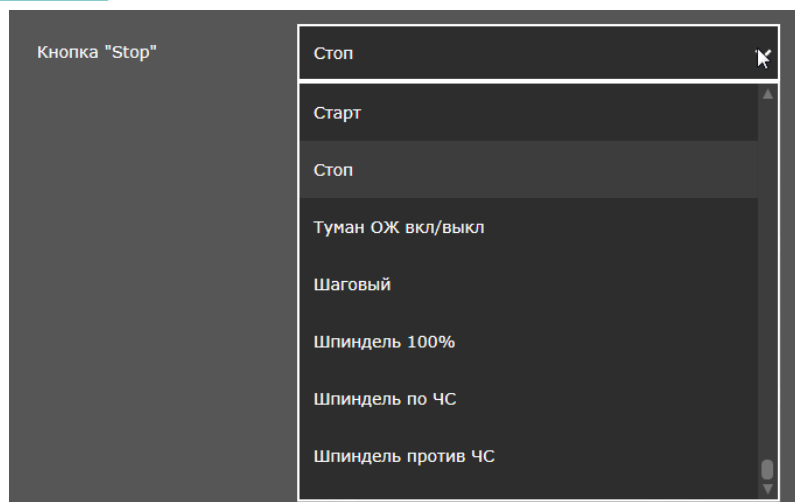 Кнопка "Stop"
Стоп
Старт
Стоп
Туман ОЖ вкл/выкл
Шаговый
Шпиндель 100%
Шпиндель по ЧС
Шпиндель против ЧС